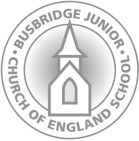 BUSBRIDGE JUNIOR
CHURCH OF ENGLAND SCHOOL